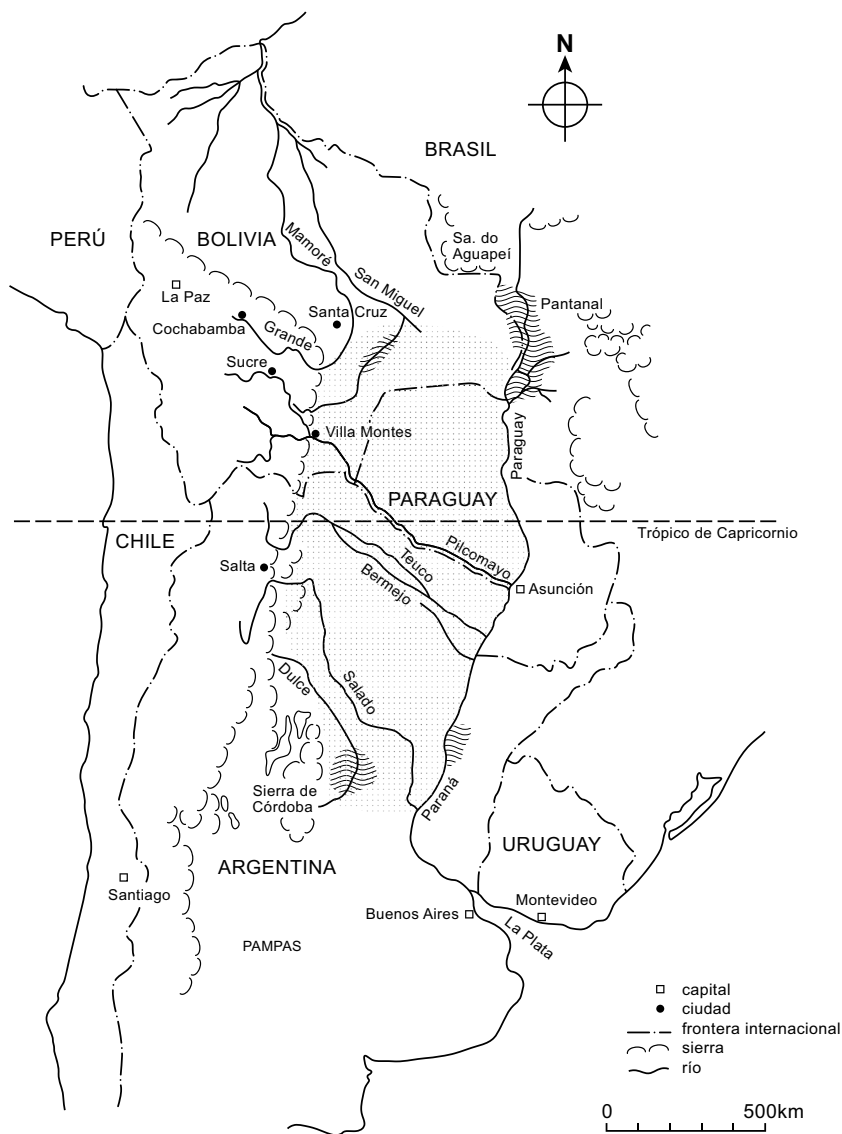 N
BRASIL
PERÚ
BOLIVIA
Mamoré
Sa. do
Aguapeí
San Miguel
La Paz
Pantanal
Cochabamba
Grande
Santa Cruz
Sucre
Villa Montes
Paraguay
PARAGUAY
Trópico de Capricornio
CHILE
Pilcomayo
Teuco
Salta
Bermejo
Asunción
Dulce
Salado
Sierra de
Córdoba
Paraná
URUGUAY
ARGENTINA
Santiago
Montevideo
Buenos Aires
La Plata
PAMPAS
capital
ciudad
frontera internacional
sierra
río
0 500km